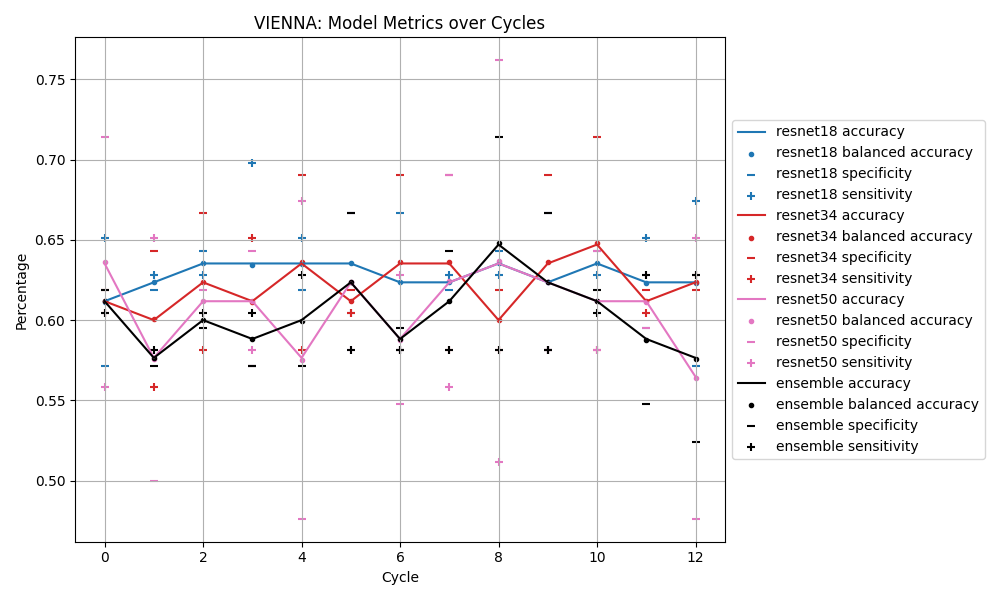 VIENNA: Model Metrics over Cycles
0.75
0.70
0.65
0.60
0.55
0.50
Percentage
0 2 4 6 8 10 12
Cycle
resnet18 accuracy
resnet18 balanced accuracy
resnet18 specificity
resnet18 sensitivity
resnet34 accuracy
resnet34 balanced accuracy
resnet34 specificity
resnet34 sensitivity
resnet50 accuracy
resnet50 balanced accuracy
resnet50 specificity
resnet50 sensitivity
ensemble accuracy
ensemble balanced accuracy
ensemble specificity
ensemble sensitivity